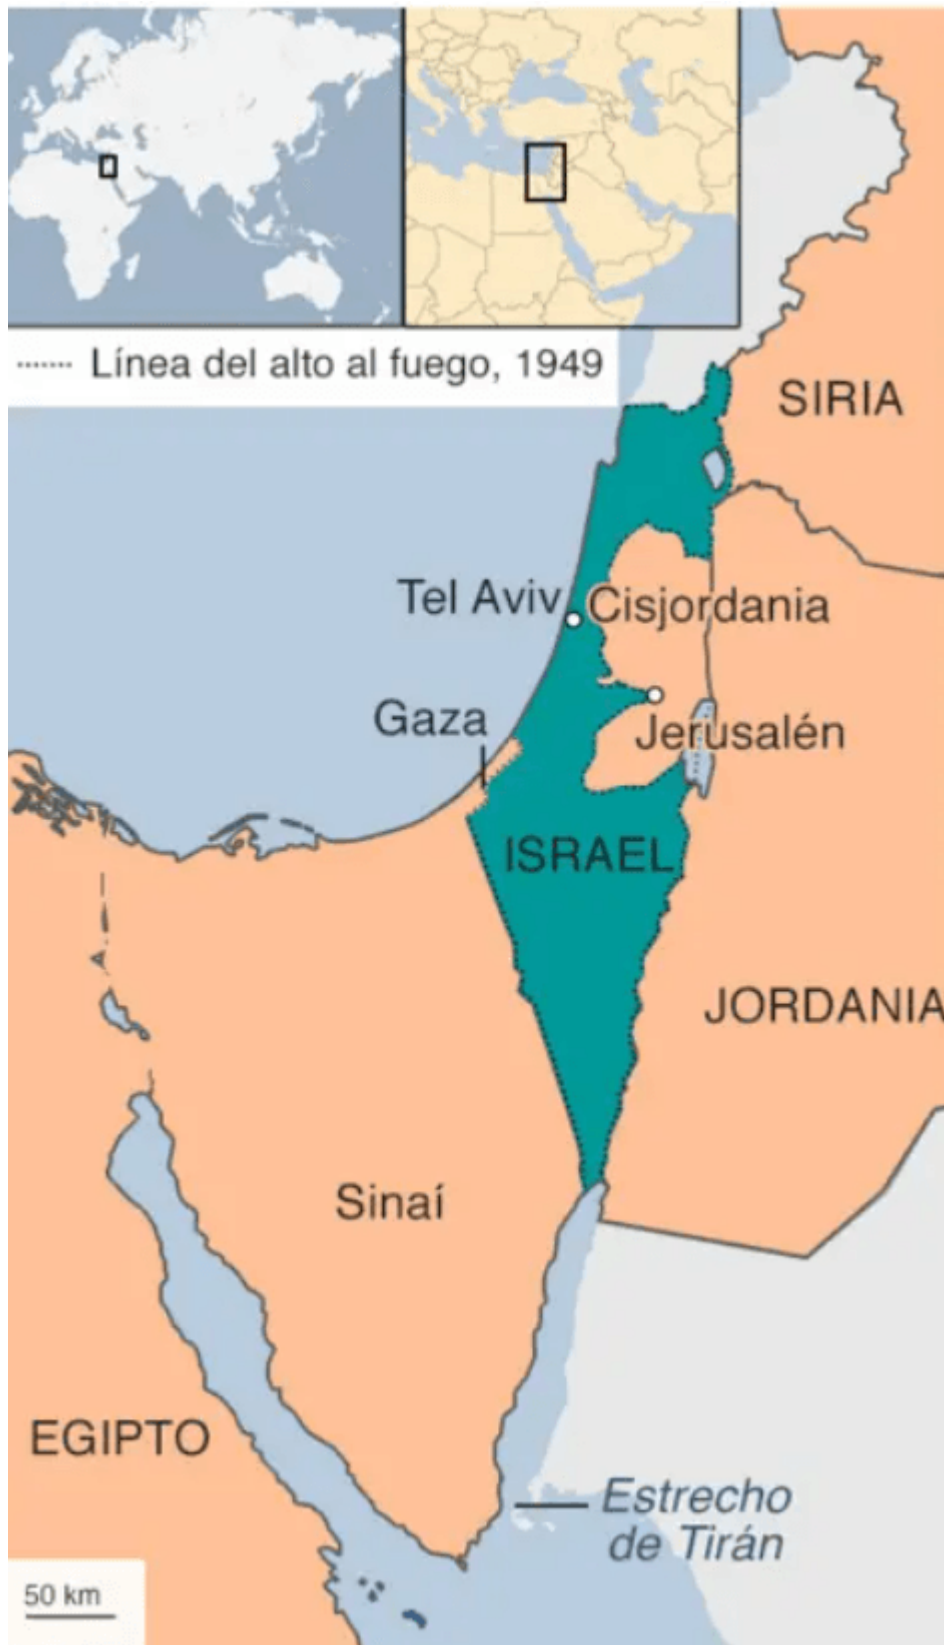 Línea del alto al fuego, 1949
SIRIA
Tel Aviv
Cisjordania
Gaza
Jerusalén
ISRAEL
JORDANIA
Sinaí
EGIPTO
Estrecho
de Tirán
50 km